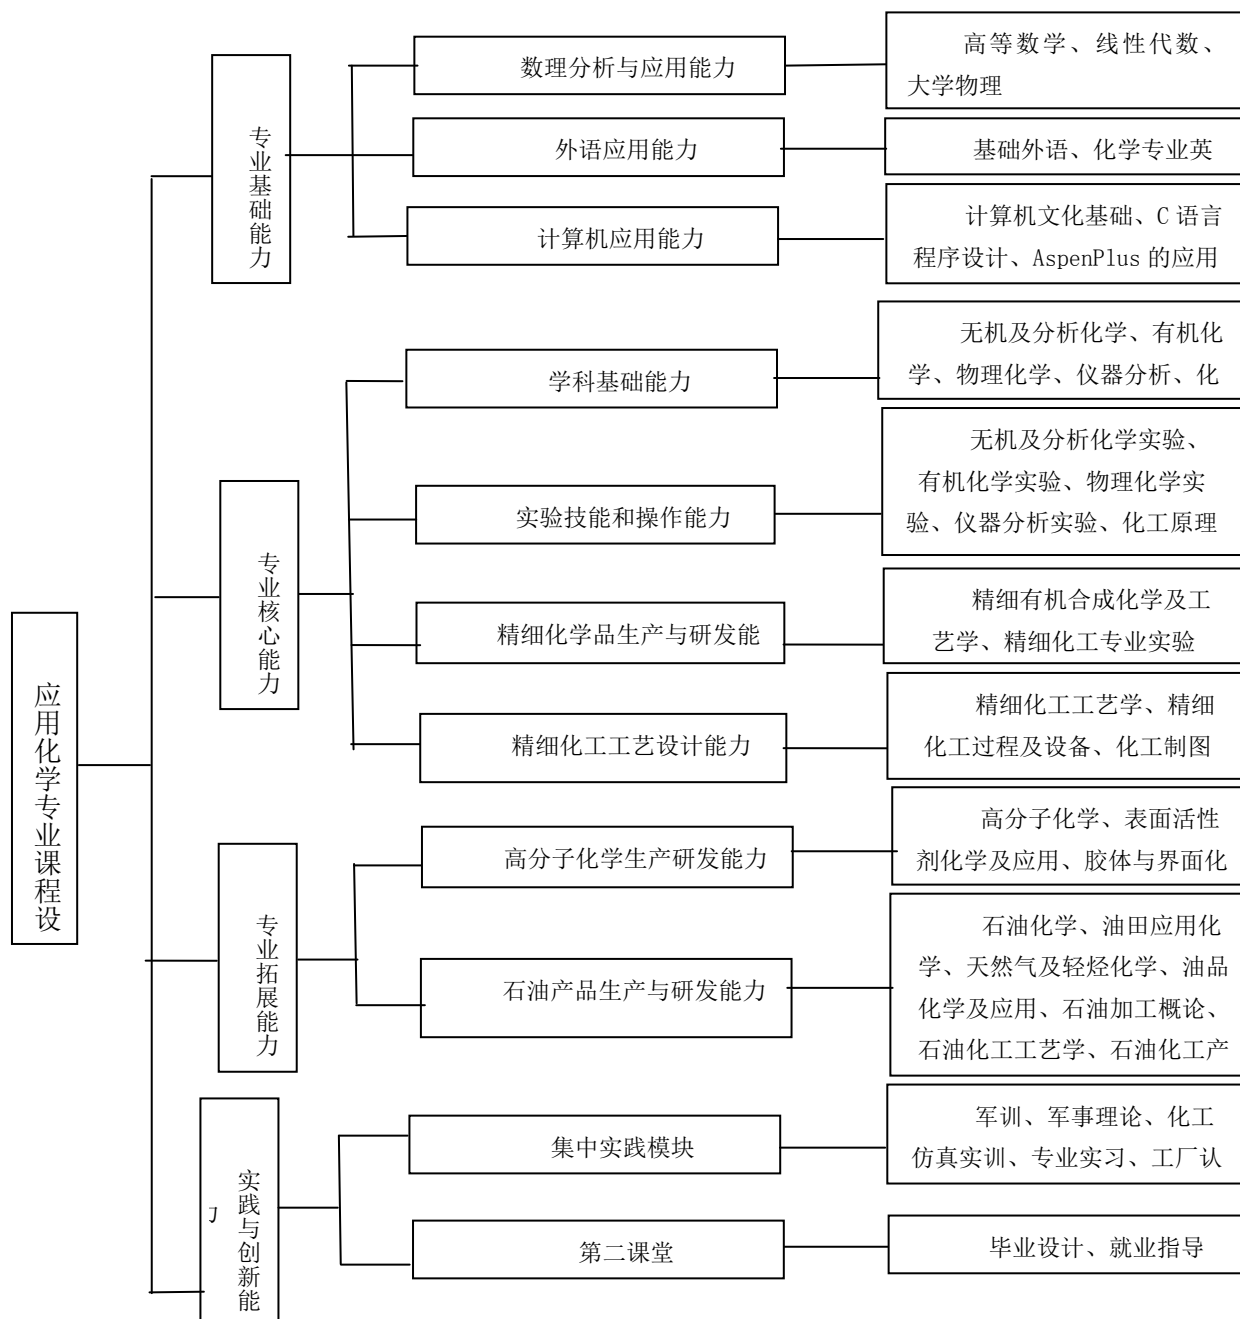 应用化学专业课程设
专业基础能力
数理分析与应用能力
高等数学、线性代数、
大学物理
外语应用能力
基础外语、化学专业英
计算机应用能力
计算机文化基础、C 语言
程序设计、AspenPlus 的应用
专业核心能力
学科基础能力
无机及分析化学、有机化
学、物理化学、仪器分析、化
实验技能和操作能力
无机及分析化学实验、
有机化学实验、物理化学实
验、仪器分析实验、化工原理
精细化学品生产与研发能
精细有机合成化学及工
艺学、精细化工专业实验
精细化工工艺设计能力
精细化工工艺学、精细
化工过程及设备、化工制图
专业拓展能力
高分子化学生产研发能力
高分子化学、表面活性
剂化学及应用、胶体与界面化
石油产品生产与研发能力
石油化学、油田应用化
学、天然气及轻烃化学、油品
化学及应用、石油加工概论、
石油化工工艺学、石油化工产
实践与创新能
集中实践模块
军训、军事理论、化工
仿真实训、专业实习、工厂认
第二课堂
毕业设计、就业指导